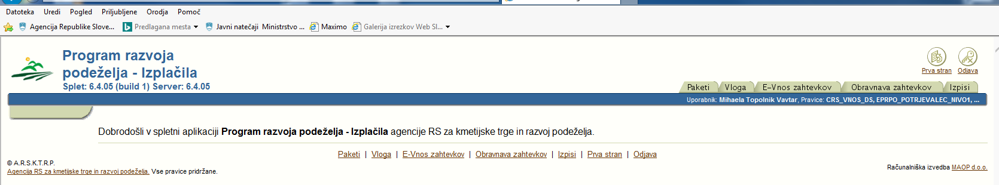 Datoteka Uredi Pogled Priljubljene Orodja Pomoč
Agencija Republike Slove... Predlagana mesta Javni natečaji Ministrstvo ... Maximo Galerija izrezkov Web Sl...
Program razvoja
podeželja - Izplačila
Splet: 6.4.05 (build 1) Server: 6.4.05
Prva stran Odjava
Paketi Vloga E-Vnos zahtevkov Obravnava zahtevkov Izpisi
Uporabnik: Mihaela Topolnik Vavtar, Pravice: CRS_VNOS_DS, EPRPO_POTRJEVALEC_NIVO1, ...
Dobrodošli v spletni aplikaciji Program razvoja podeželja - Izplačila agencije RS za kmetijske trge in razvoj podeželja.
Paketi | Vloga | E-Vnos zahtevkov | Obravnava zahtevkov | Izpisi | Prva stran | Odjava
© A.R.S.K.T.R.P.
Agencija RS za kmetijske trge in razvoj podeželja. Vse pravice pridržane.
Računalniška izvedba MAOP d.o.o.